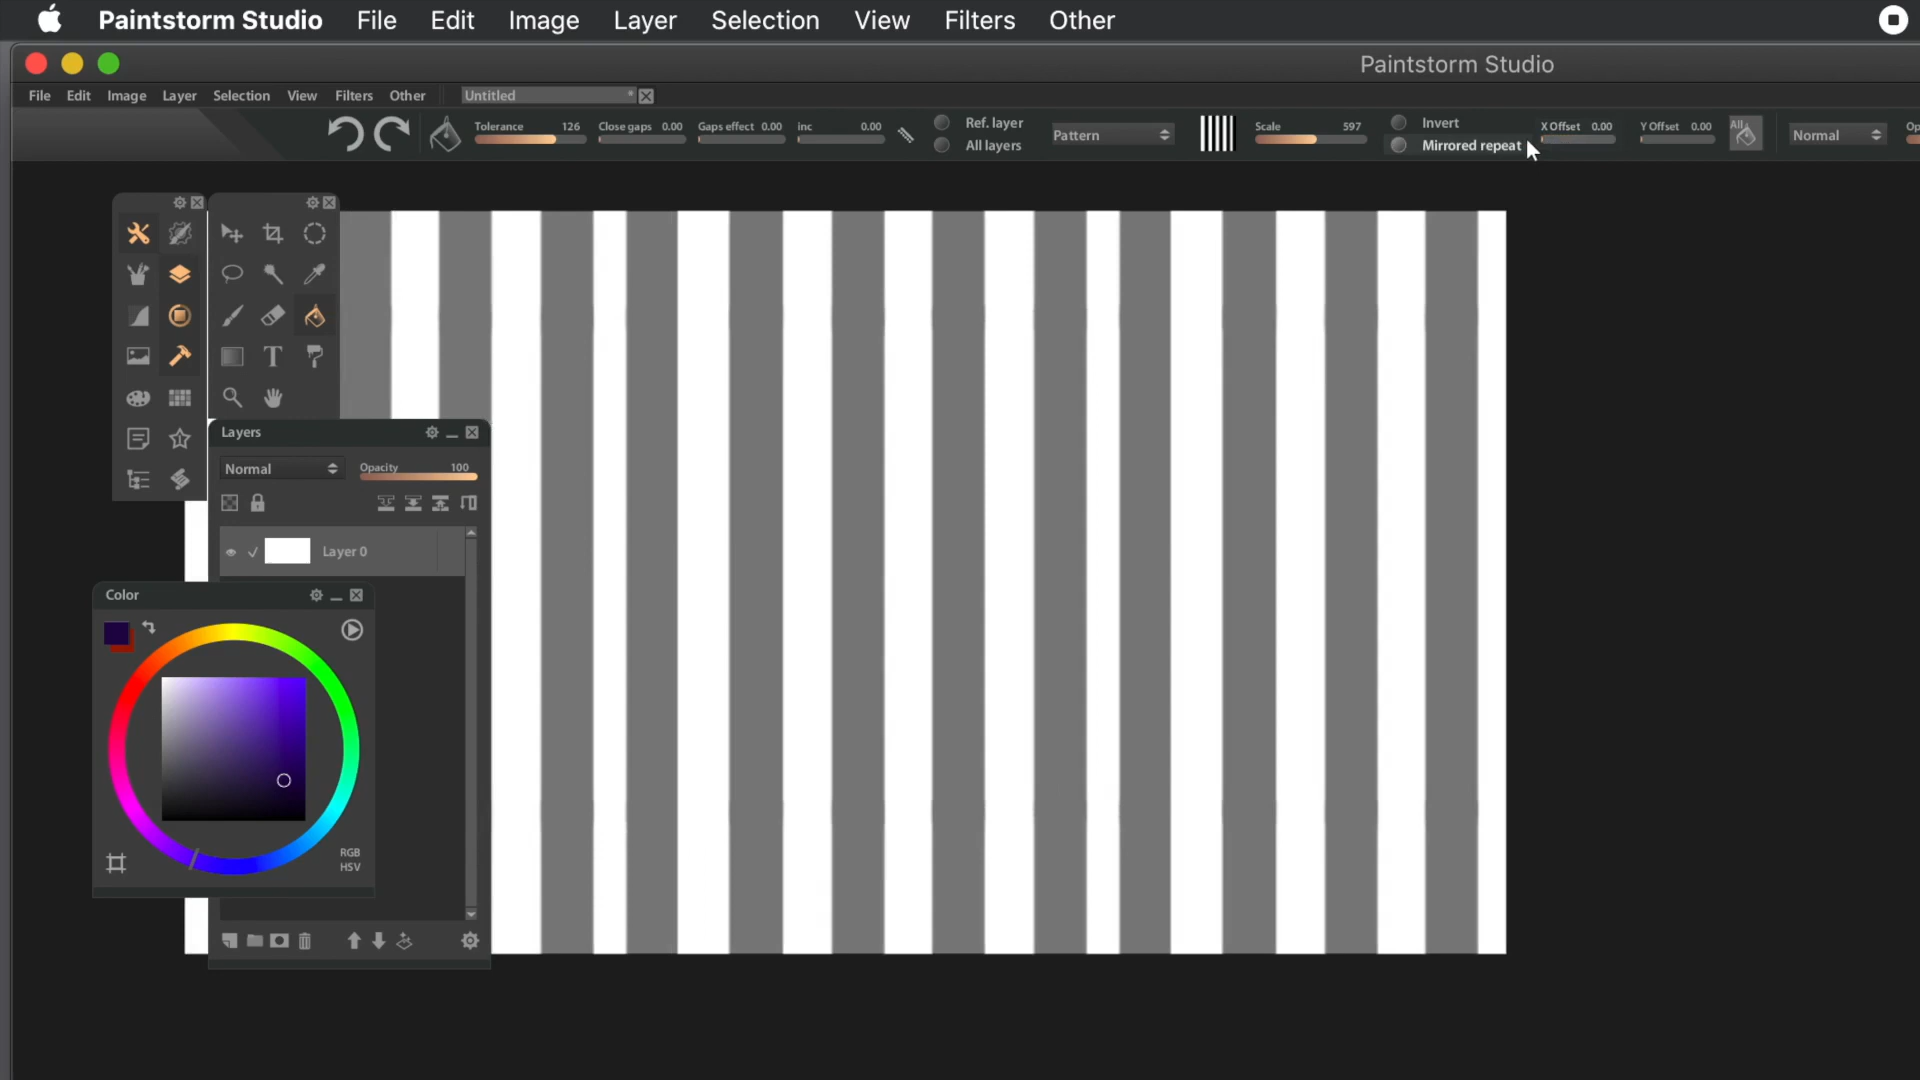 Paintstorm Studio File Edit Image Layer Selection View Filters Other
Paintstorm Studio
File Edit Image Layer Selection View Filters Other Untitled *
Tolerance 126 Close gaps 0.00 Gaps effect 0.00 inc 0.00 Ref. layer Scale 597 Invert X Offset 0.00 Y Offset 0.00 All
All layers Pattern Mirrored repeat Normal Op
T
Layers
Normal Opacity 100
Layer 0
Color
RGB
HSV